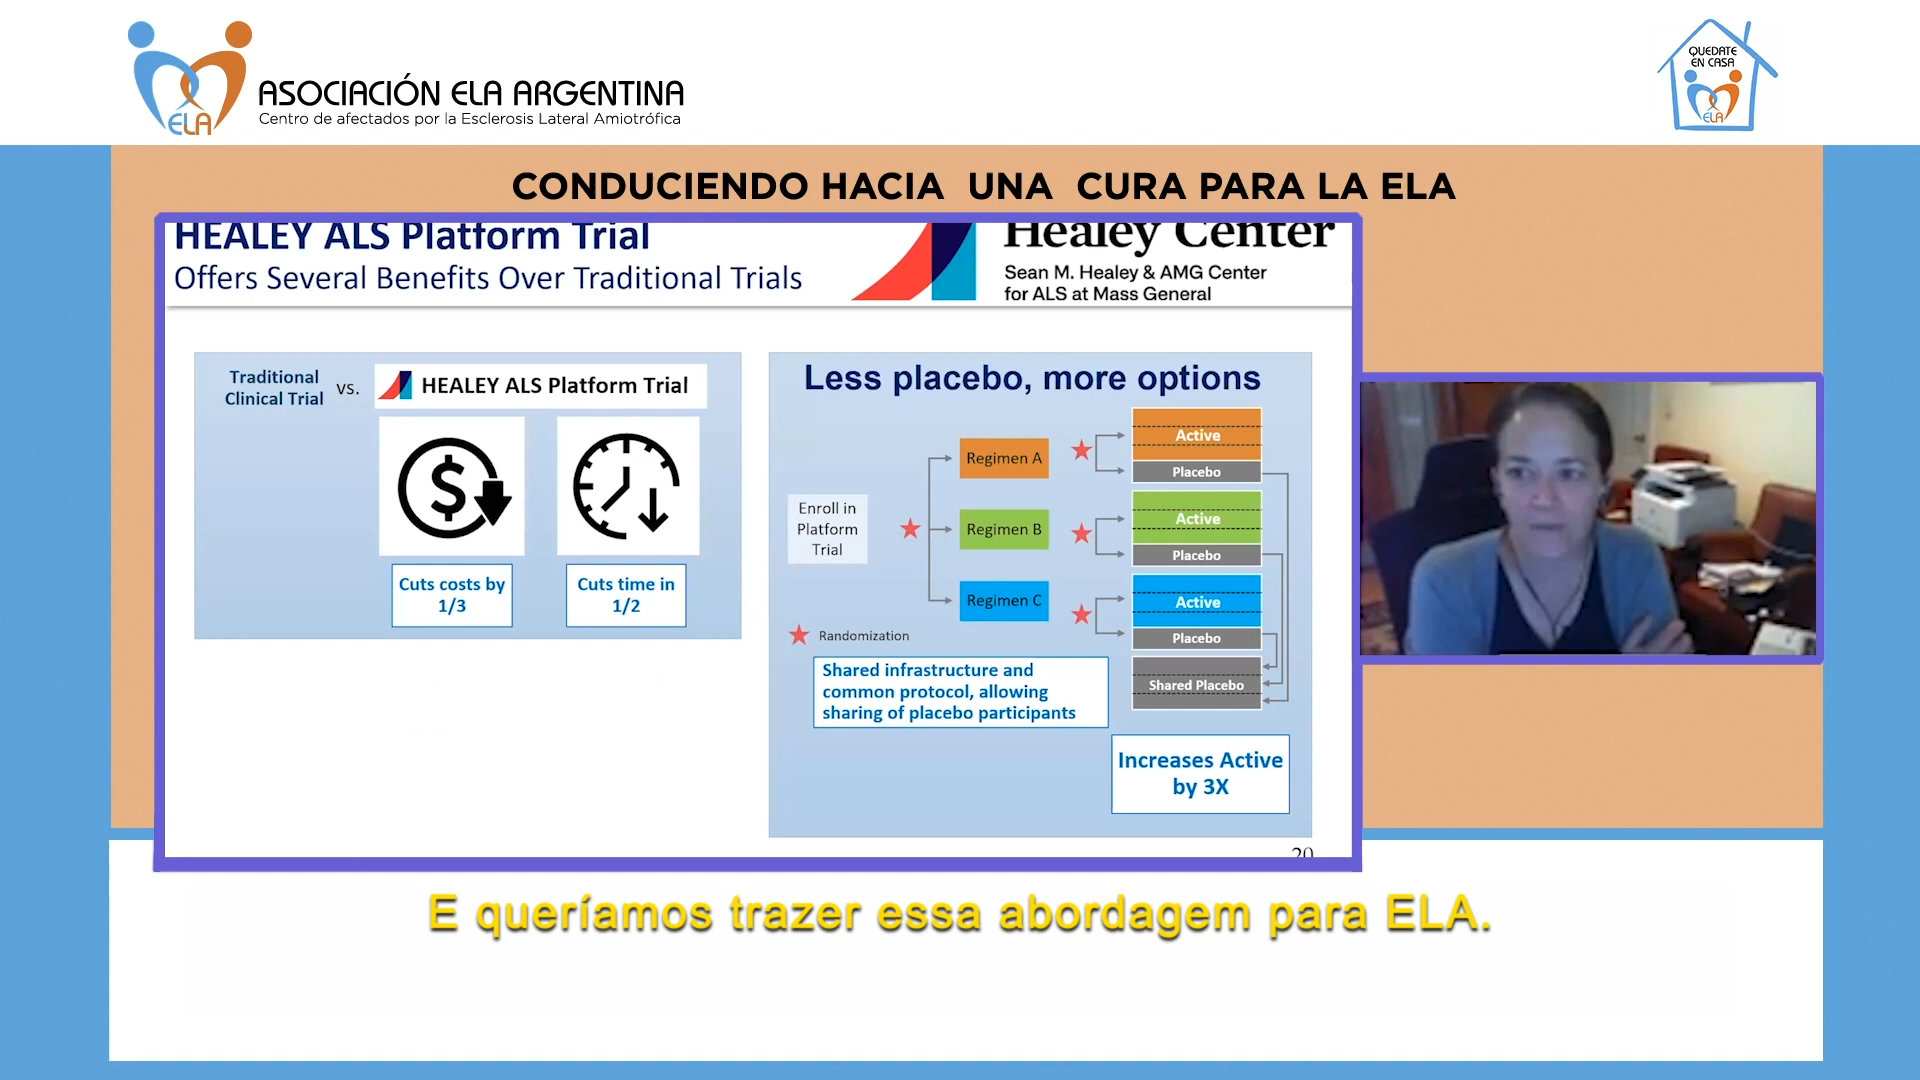 ASOCIACIÓN ELA ARGENTINA
Centro de afectados por la Esclerosis Lateral Amiotrófica
ELA
QUEDATE
EN CASA
ELA
CONDUCIENDO HACIA UNA CURA PARA LA ELA
HEALEY ALS Platform Trial
Offers Several Benefits Over Traditional Trials
Healey Center
Sean M. Healey & AMG Center
for ALS at Mass General
Traditional
Clinical Trial
vs.
HEALEY ALS Platform Trial
$
Cuts costs by
1/3
Cuts time in
1/2
Less placebo, more options
Enroll in
Platform
Trial
Regimen A
Regimen B
Regimen C
Active
Placebo
Active
Placebo
Active
Placebo
Shared Placebo
Randomization
Shared infrastructure and
common protocol, allowing
sharing of placebo participants
Increases Active
by 3X
20
E queríamos trazer essa abordagem para ELA.